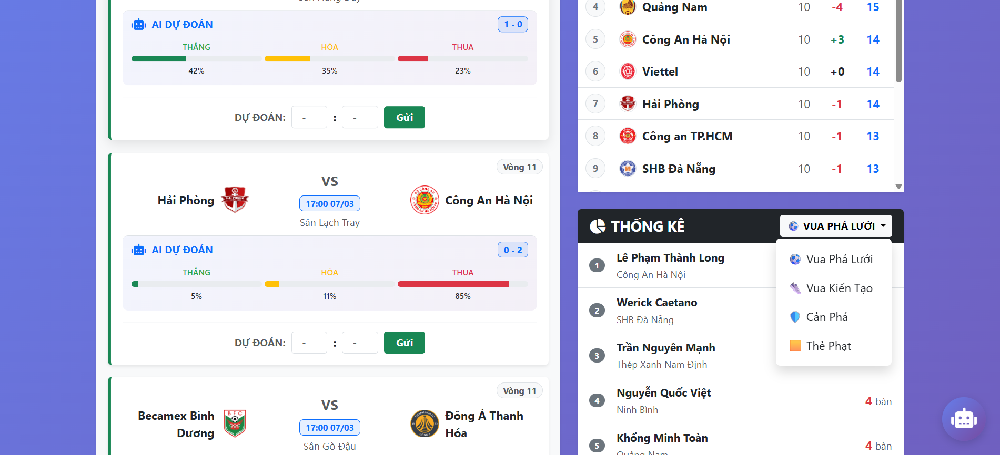 AI DỰ ĐOÁN
1 - 0
THẮNG HÒA THUA
42% 35% 23%
DỰ ĐOÁN: - : - Gửi
Vòng 11
VS
Hải Phòng
17:00 07/03
Công An Hà Nội
Sân Lạch Tray
AI DỰ ĐOÁN
0 - 2
THẮNG HÒA THUA
5% 11% 85%
DỰ ĐOÁN: - : - Gửi
Vòng 11
VS
Becamex Bình
Dương
BFC
17:00 07/03
Đông Á Thanh
Hóa
Sân Gò Đậu
4 Quảng Nam 10 -4 15
5 Công An Hà Nội 10 +3 14
6 Viettel 10 +0 14
7 Hải Phòng 10 -1 14
8 Công an TP.HCM 10 -1 13
9 SHB Đà Nẵng 10 -1 13
THỐNG KÊ
VUA PHÁ LƯỚI
Vua Phá Lưới
Vua Kiến Tạo
Cản Phá
Thẻ Phạt
1 Lê Phạm Thành Long
Công An Hà Nội
2 Werick Caetano
SHB Đà Nẵng
3 Trần Nguyên Mạnh
Thép Xanh Nam Định
4 Nguyễn Quốc Việt
Ninh Bình
4 bàn
5 Khổng Minh Toàn
Quảng Nam
4 bàn